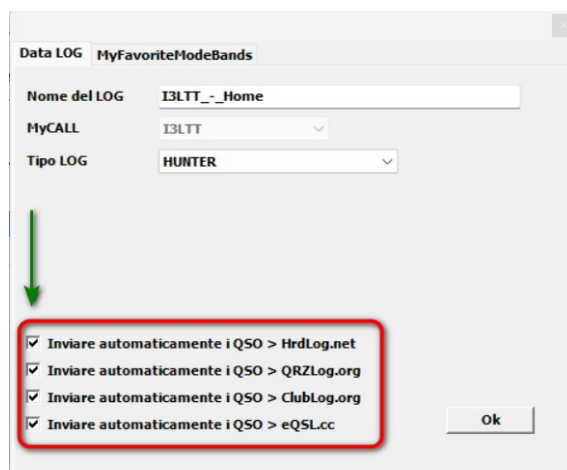 Data LOG MyFavoriteModeBands
Nome del LOG I3LTT_-_Home
MyCALL I3LTT
Tipo LOG HUNTER
Inviare automaticamente i QSO > HrdLog.net
Inviare automaticamente i QSO > QRZLog.org
Inviare automaticamente i QSO > ClubLog.org
Inviare automaticamente i QSO > eQSL.cc
Ok